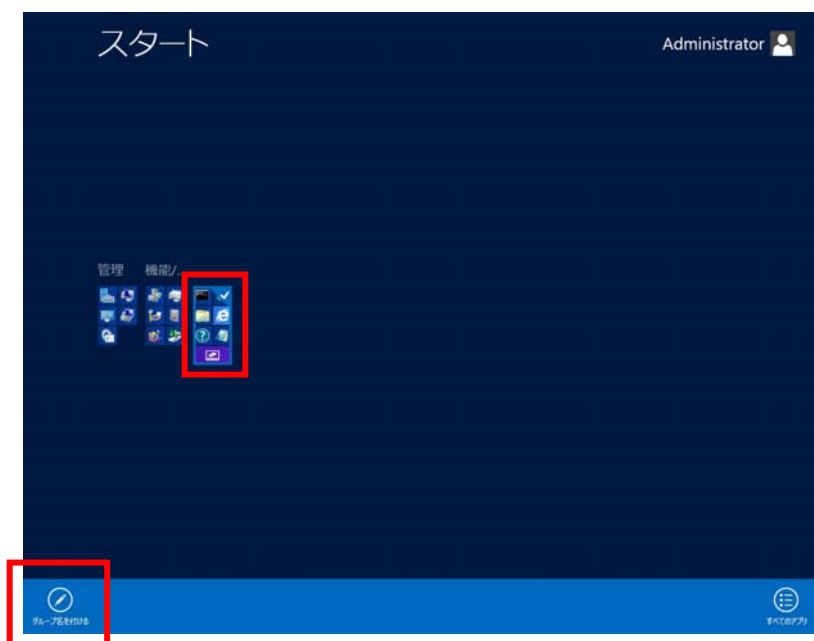 スタート
Administrator
管理 機能/...
グループ名を付ける
すべてのアプリ